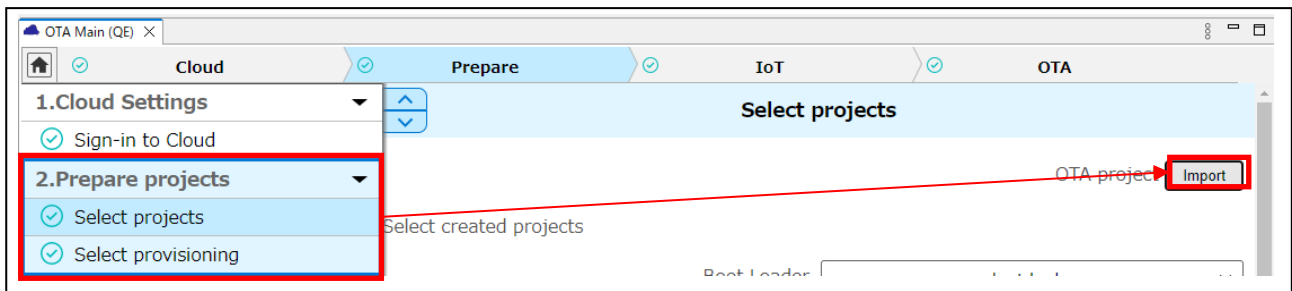 OTA Main (QE)
Cloud Prepare IoT OTA
1.Cloud Settings
Select projects
Sign-in to Cloud
2.Prepare projects
OTA project Import
Select projects
Select created projects
Select provisioning
Boot Loader